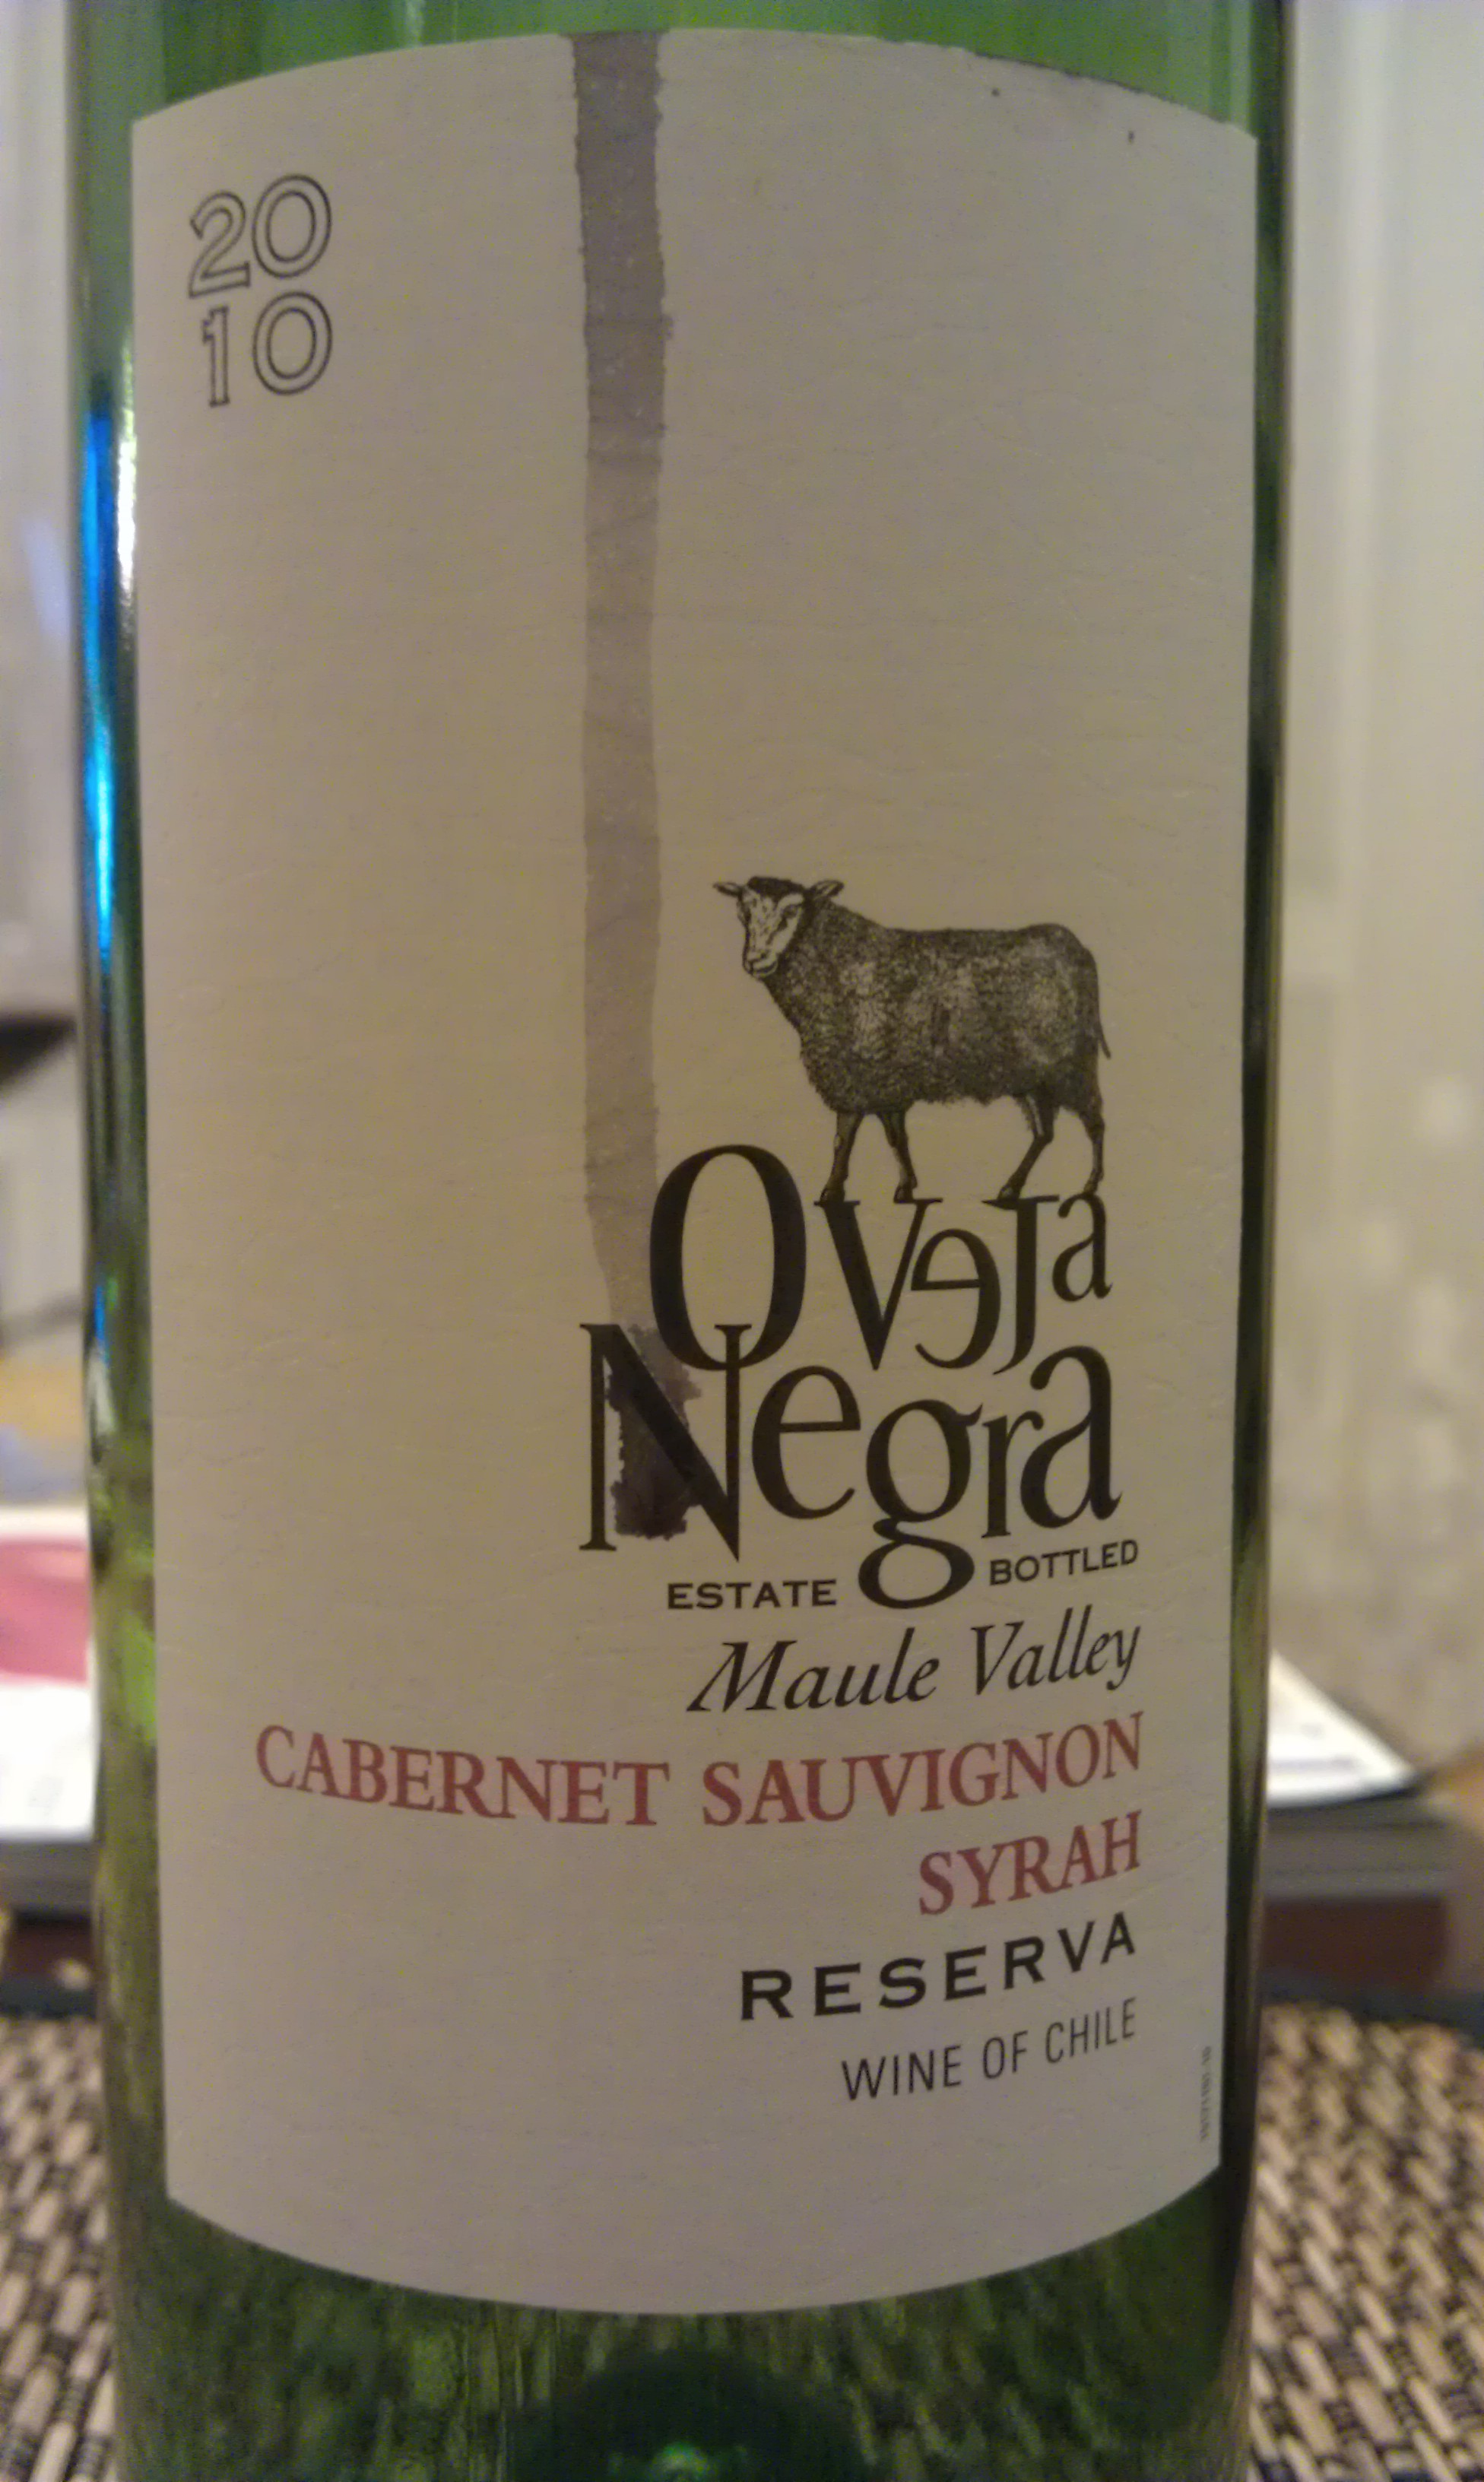 20
10
Oveja
Negra
ESTATE BOTTLED
Maule Valley
CABERNET SAUVIGNON
SYRAH
RESERVA
WINE OF CHILE